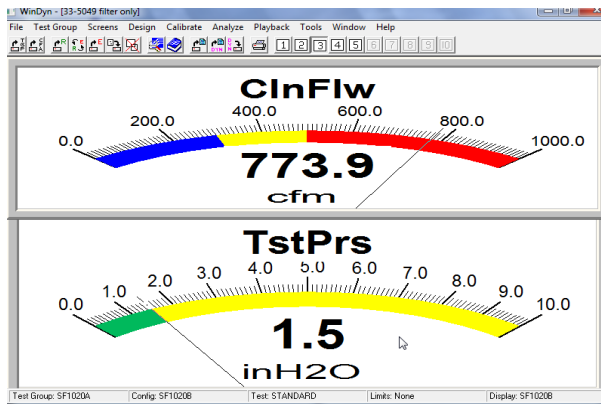 WinDyn - [33-5049 filter only]
File Test Group Screens Design Calibrate Analyze Playback Tools Window Help
1 2 3 4 5 6 7 8 9 10
ClnFlw
0.0 200.0 400.0 600.0 800.0 1000.0
773.9
cfm
TstPrs
0.0 1.0 2.0 3.0 4.0 5.0 6.0 7.0 8.0 9.0 10.0
1.5
inH2O
Test Group: SF1020A Config: SF1020B Test: STANDARD Limits: None Display: SF1020B